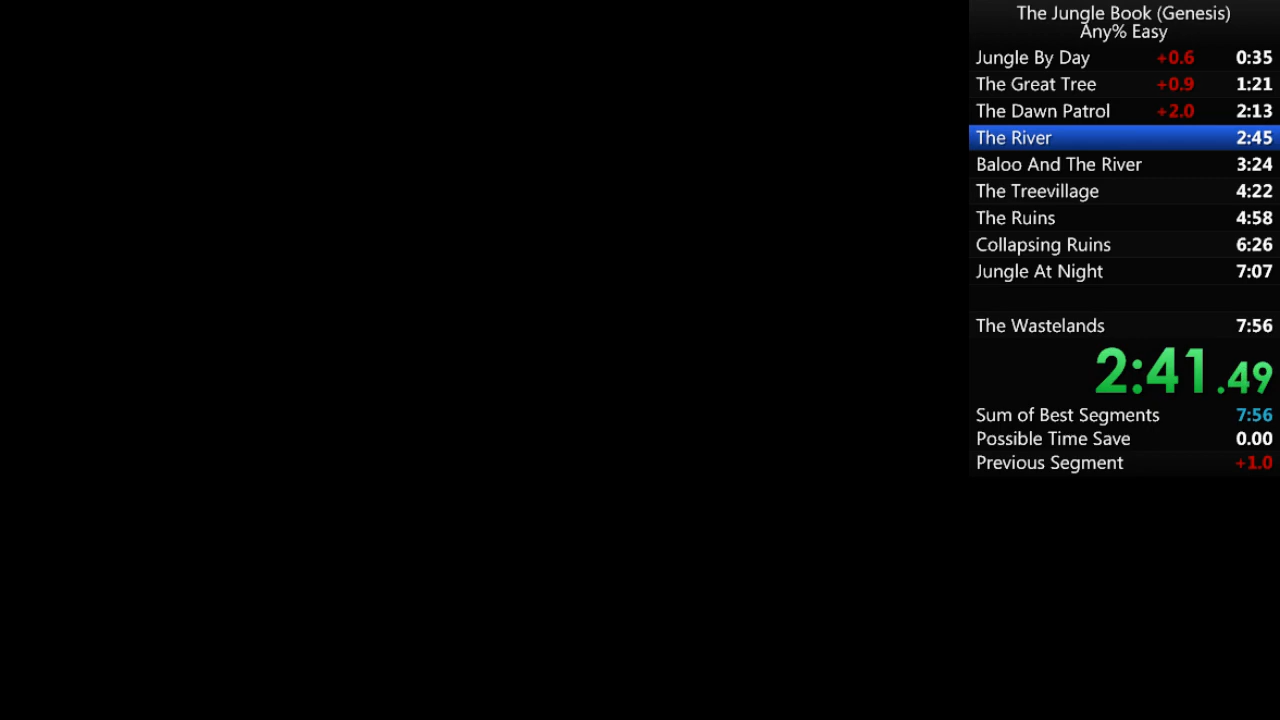 The Jungle Book (Genesis)
Any% Easy
Jungle By Day +0.6 0:35
The Great Tree +0.9 1:21
The Dawn Patrol +2.0 2:13
The River 2:45
Baloo And The River 3:24
The Treevillage 4:22
The Ruins 4:58
Collapsing Ruins 6:26
Jungle At Night 7:07
The Wastelands 7:56
2:41.49
Sum of Best Segments 7:56
Possible Time Save 0.00
Previous Segment +1.0